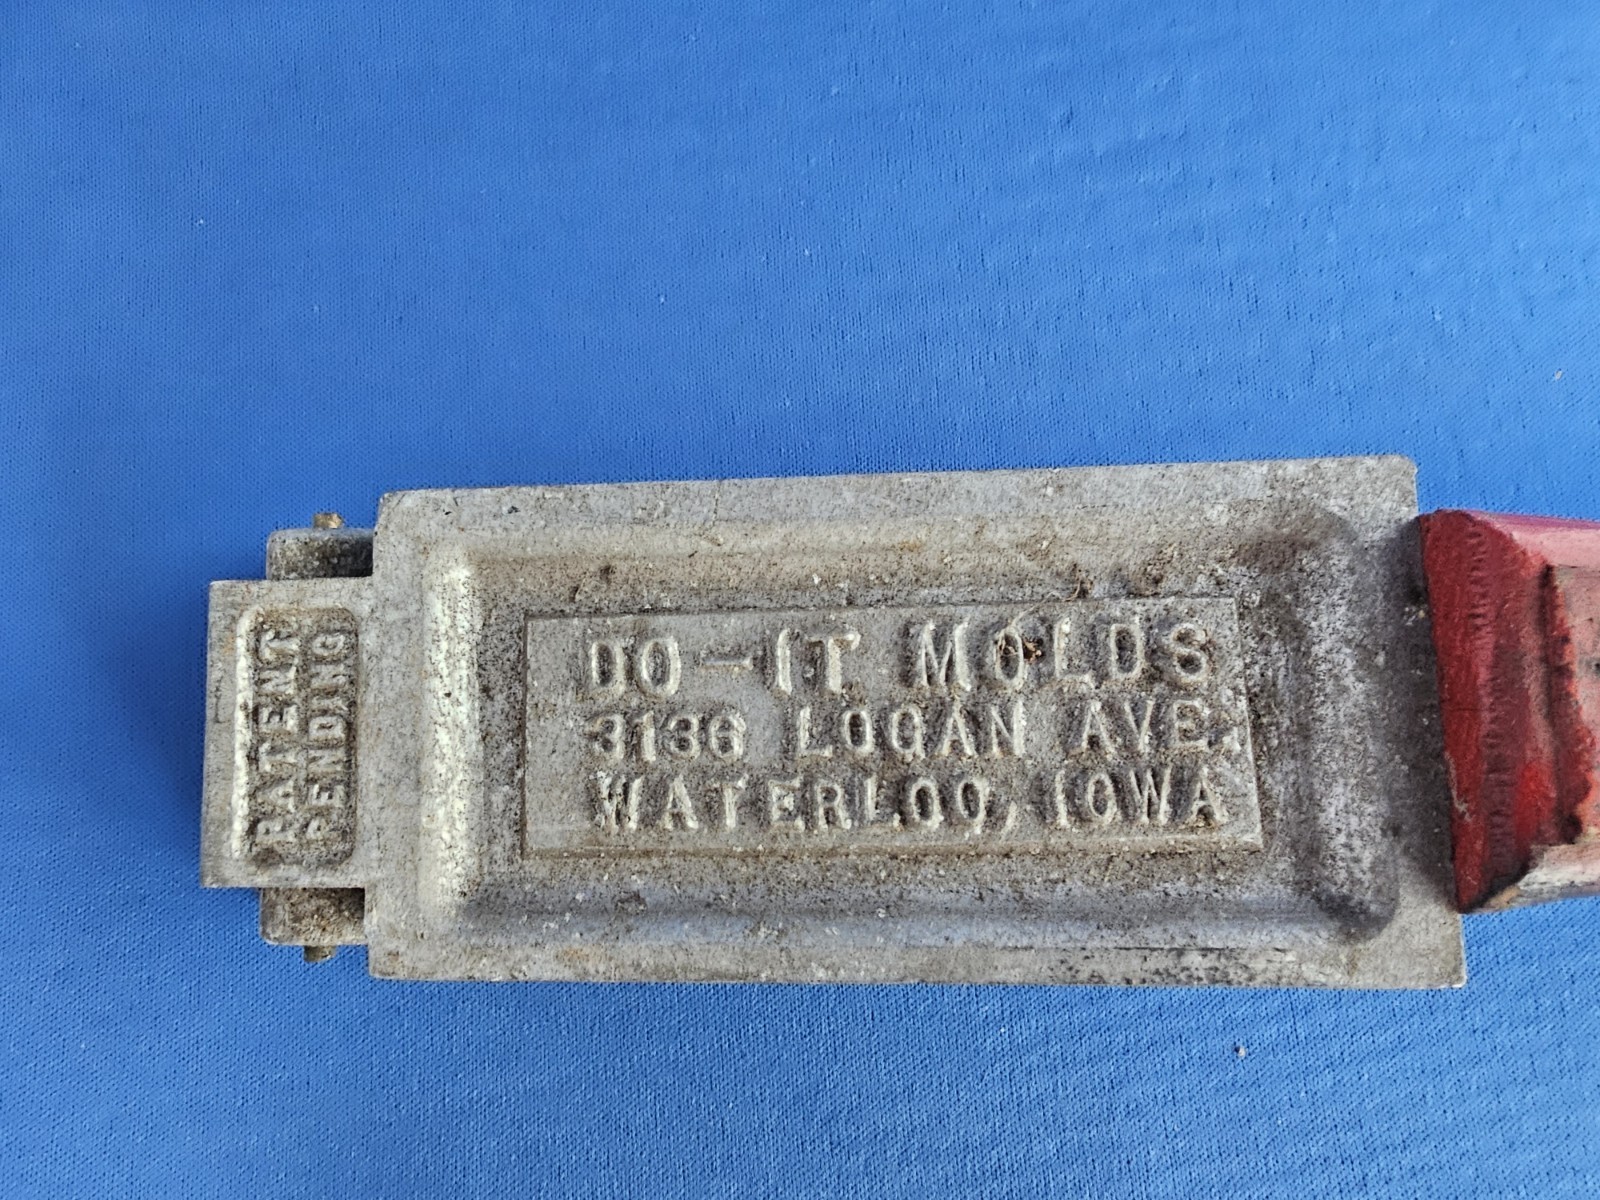 PATENT
PENDING
DO-IT MOLDS
3136 LOGAN AVE.
WATERLOO, IOWA